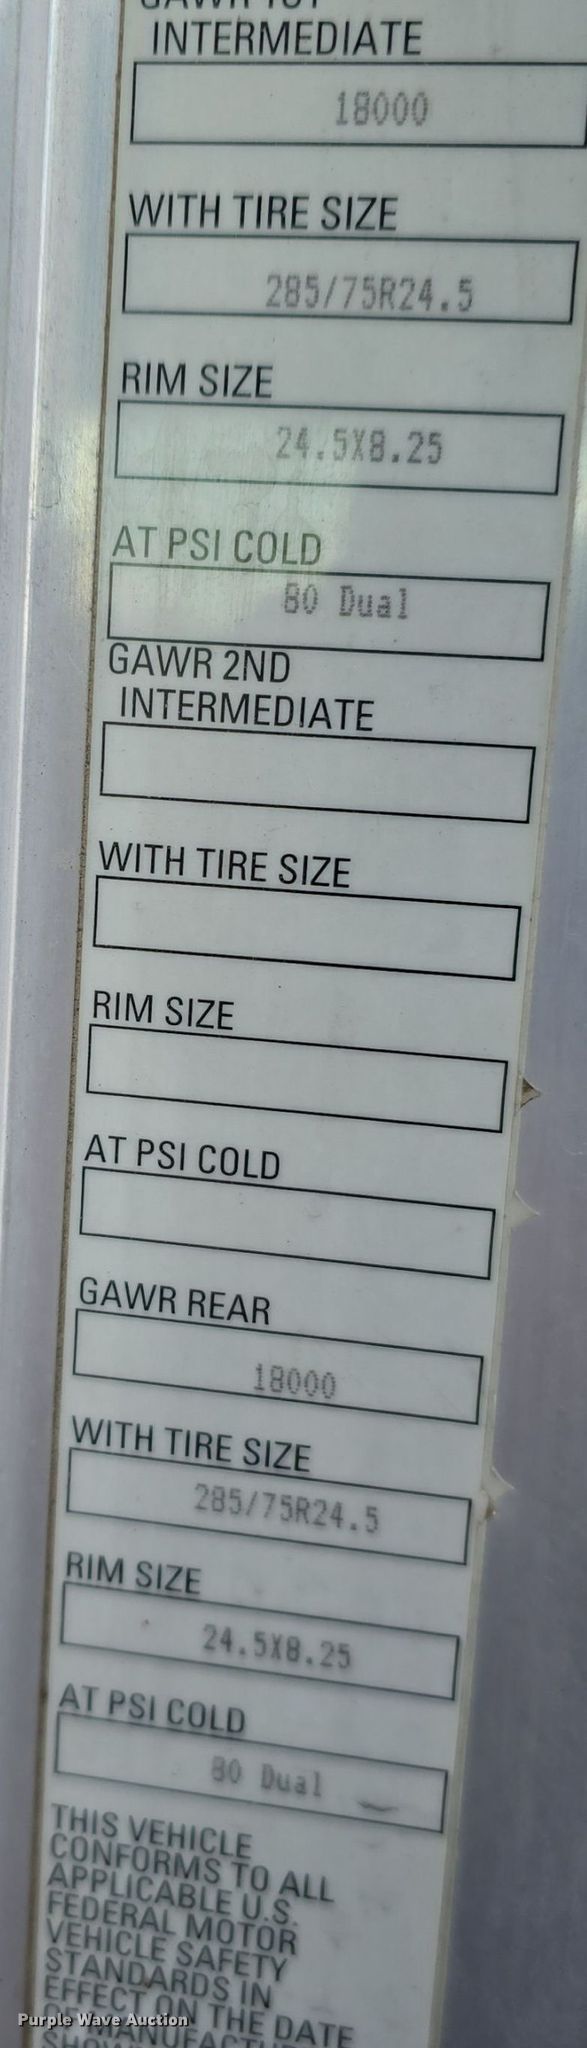 GAWR 1ST
INTERMEDIATE
18000
WITH TIRE SIZE
285/75R24.5
RIM SIZE
24.5X8.25
AT PSI COLD
80 Dual
GAWR 2ND
INTERMEDIATE
WITH TIRE SIZE
RIM SIZE
AT PSI COLD
GAWR REAR
18000
WITH TIRE SIZE
285/75R24.5
RIM SIZE
24.5X8.25
AT PSI COLD
80 Dual
THIS VEHICLE
CONFORMS TO ALL
APPLICABLE U.S.
FEDERAL MOTOR
VEHICLE SAFETY
STANDARDS IN
EFFECT ON THE DATE
Purple Wave Auction